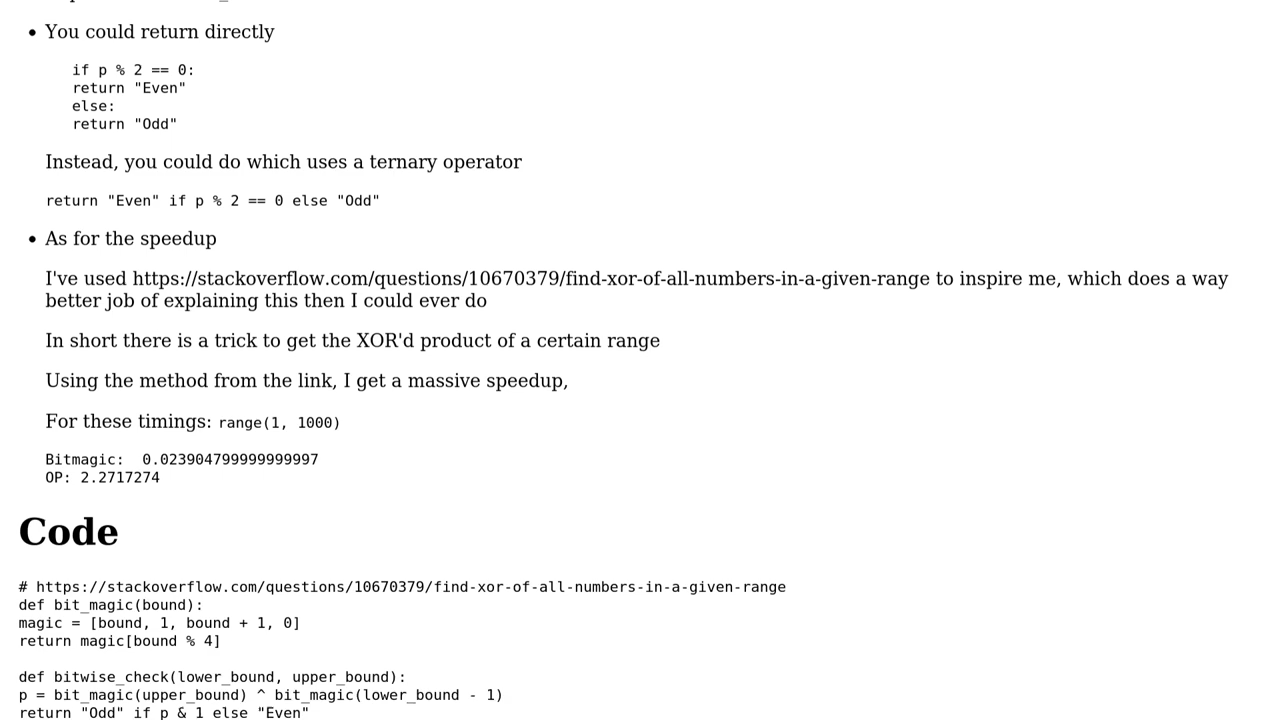 You could return directly
if p % 2 == 0:
return "Even"
else:
return "Odd"
Instead, you could do which uses a ternary operator
return "Even" if p % 2 == 0 else "Odd"
As for the speedup
I've used https://stackoverflow.com/questions/10670379/find-xor-of-all-numbers-in-a-given-range to inspire me, which does a way
better job of explaining this then I could ever do
In short there is a trick to get the XOR'd product of a certain range
Using the method from the link, I get a massive speedup,
For these timings: range(1, 1000)
Bitmagic:  0.023904799999999997
OP: 2.2717274
Code
# https://stackoverflow.com/questions/10670379/find-xor-of-all-numbers-in-a-given-range
def bit_magic(bound):
magic = [bound, 1, bound + 1, 0]
return magic[bound % 4]
def bitwise_check(lower_bound, upper_bound):
p = bit_magic(upper_bound) ^ bit_magic(lower_bound - 1)
return "Odd" if p & 1 else "Even"